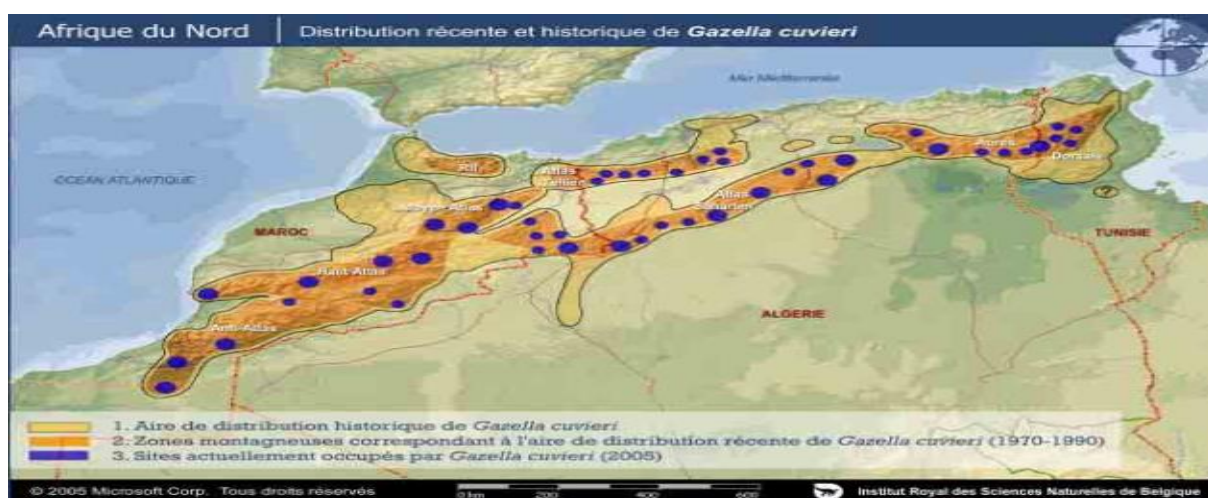 Afrique du Nord | Distribution récente et historique de Gazella cuvieri
Mer Méditerranée
OCEAN ATLANTIQUE
Rif
Atlas Tellien
Aurès
Dorsale
Moyen-Atlas
Atlas Saharien
MAROC
?
TUNISIE
Haut-Atlas
ALGERIE
Anti-Atlas
1. Aire de distribution historique de Gazella cuvieri
2. Zones montagneuses correspondant à l'aire de distribution récente de Gazella cuvieri (1970-1990)
3. Sites actuellement occupés par Gazella cuvieri (2005)
© 2005 Microsoft Corp. Tous droits réservés
0 km 200 400 600
Institut Royal des Sciences Naturelles de Belgique